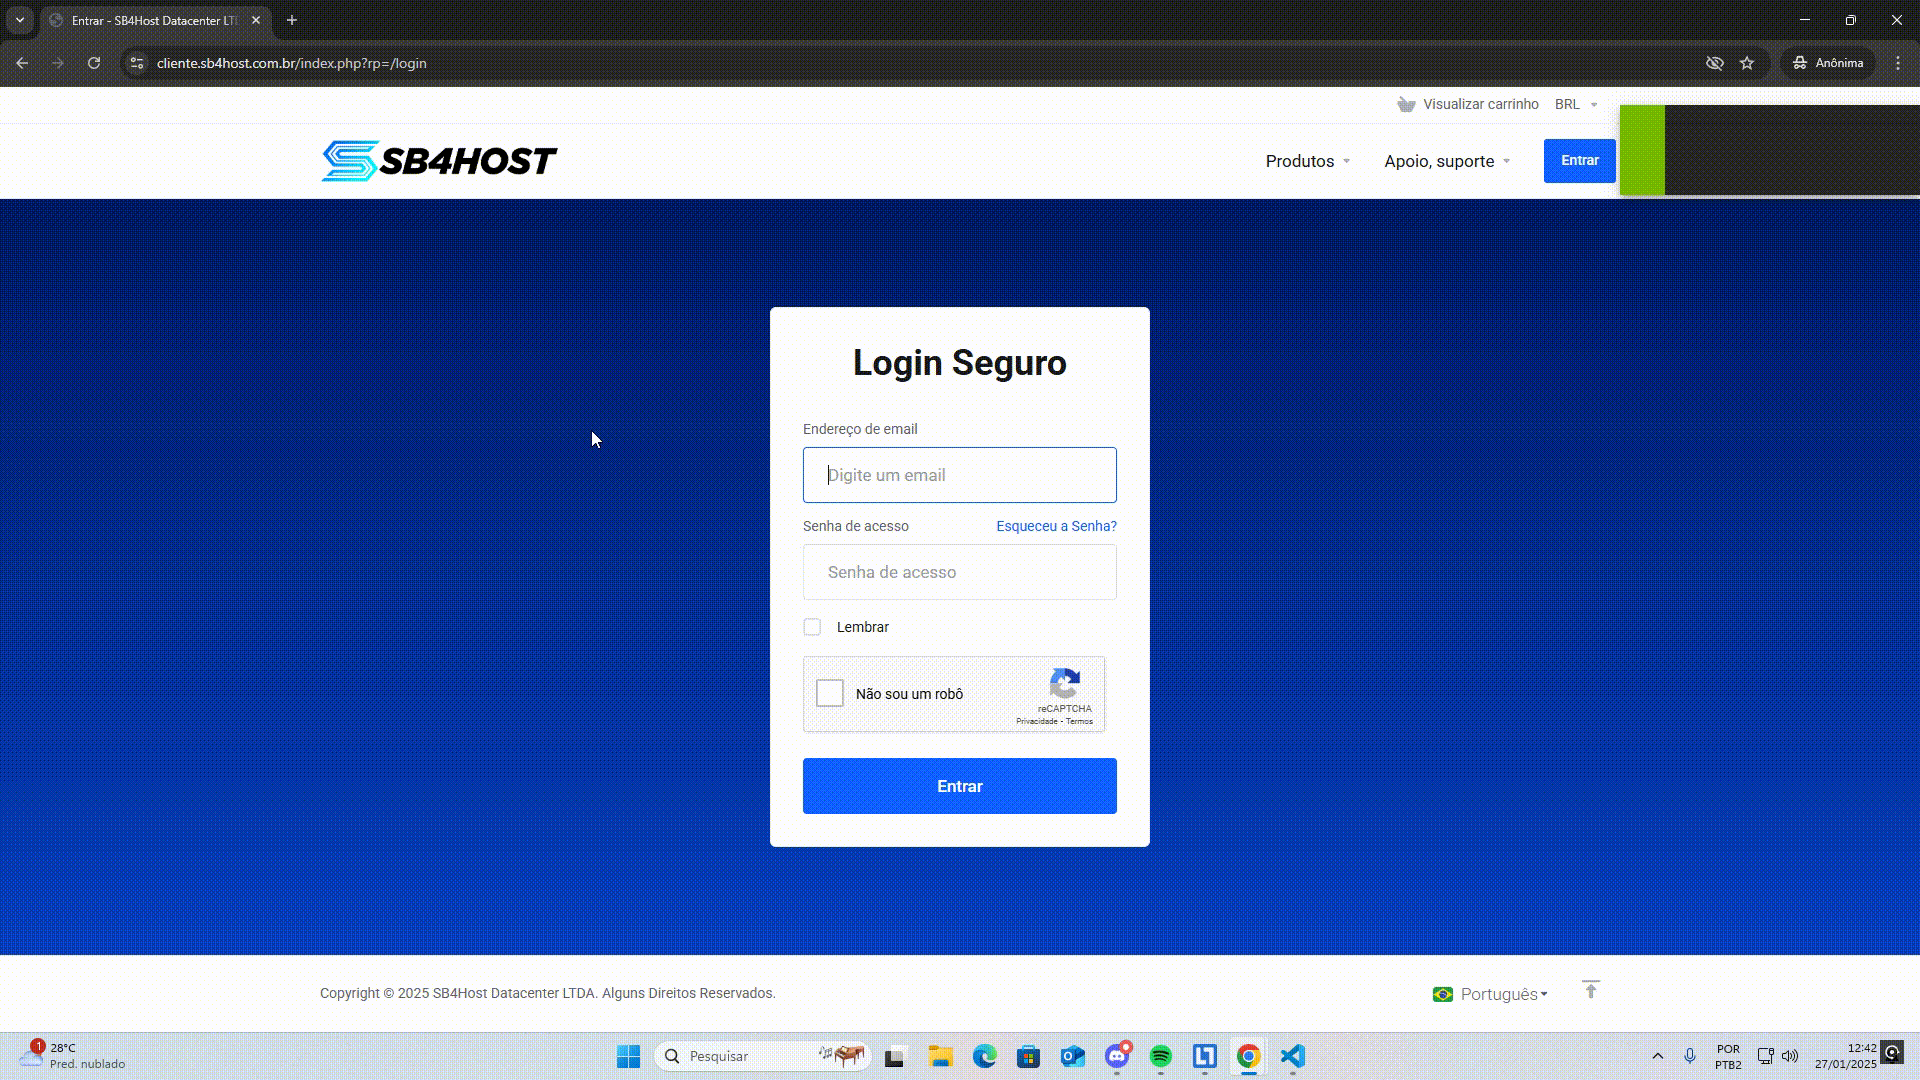 Entrar - SB4Host Datacenter LTD
cliente.sb4host.com.br/index.php?rp=/login
Anônima
Visualizar carrinho BRL
SB4HOST
Produtos Apoio, suporte Entrar
Login Seguro
Endereço de email
Digite um email
Senha de acesso Esqueceu a Senha?
Senha de acesso
Lembrar
Não sou um robô
reCAPTCHA
Privacidade - Termos
Entrar
Copyright © 2025 SB4Host Datacenter LTDA. Alguns Direitos Reservados.
Português
1
28°C
Pred. nublado
Pesquisar
POR
PTB2
12:42
27/01/2025